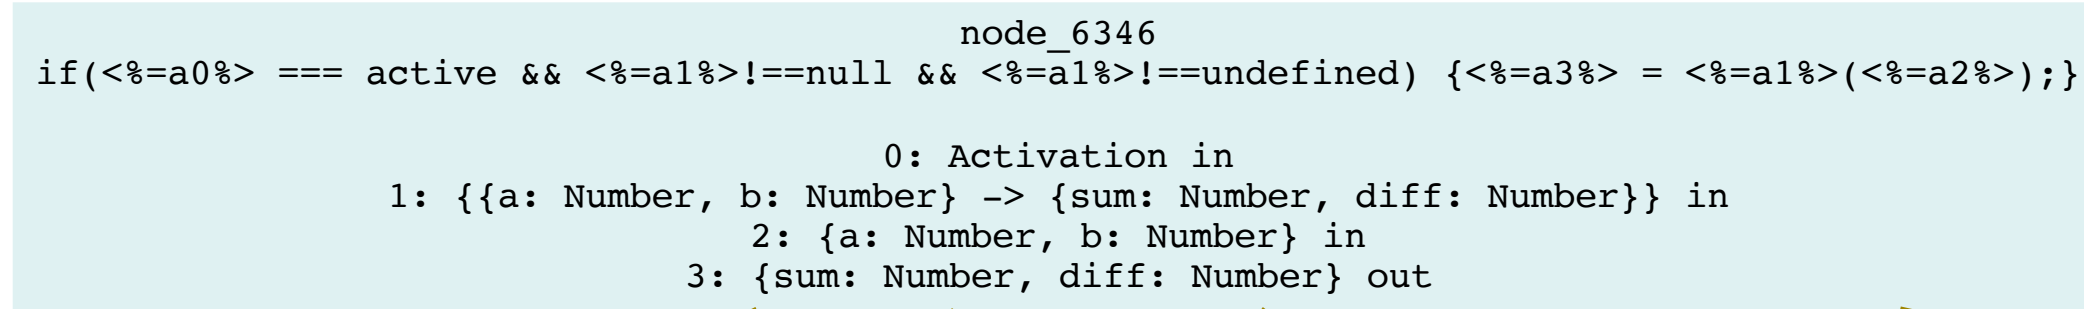 node_6346
if(<%=a0%> === active && <%=a1%>!==null && <%=a1%>!==undefined) {<%=a3%> = <%=a1%>(<%=a2%>);}
0: Activation in
1: {{a: Number, b: Number} -> {sum: Number, diff: Number}} in
2: {a: Number, b: Number} in
3: {sum: Number, diff: Number} out